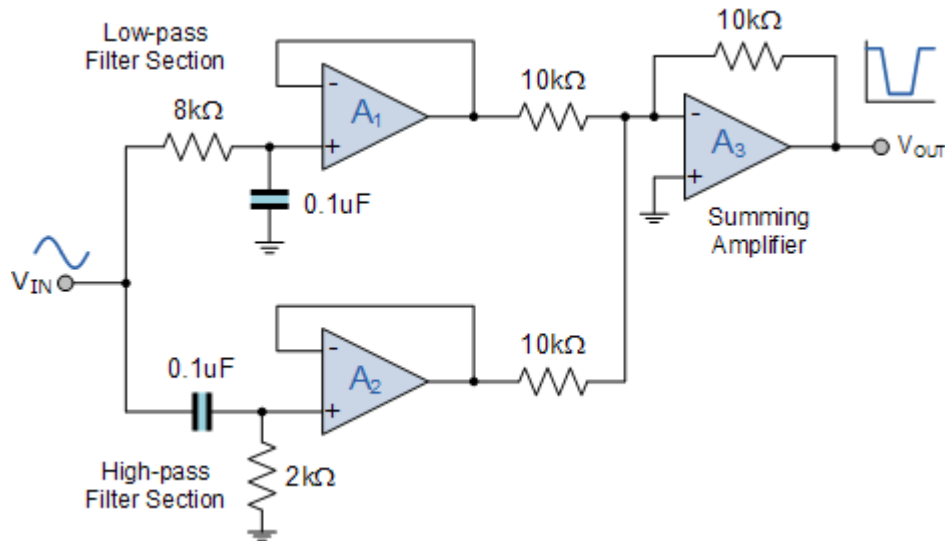 Low-pass
Filter Section
8kΩ
-
+
A1
0.1uF
10kΩ
10kΩ
-
+
A3
VOUT
Summing
Amplifier
VIN
0.1uF
-
+
A2
10kΩ
2kΩ
High-pass
Filter Section